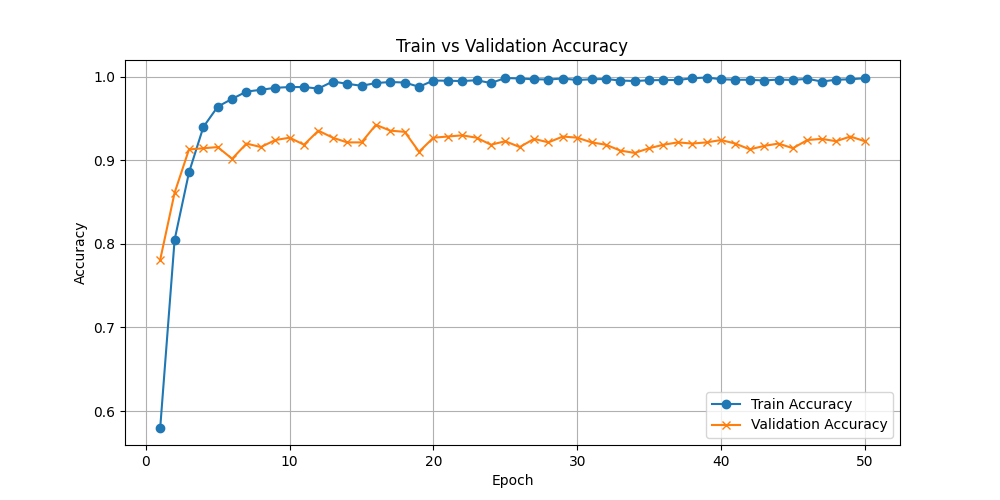 Train vs Validation Accuracy
Accuracy
1.0
0.9
0.8
0.7
0.6
Train Accuracy
Validation Accuracy
0 10 20 30 40 50
Epoch